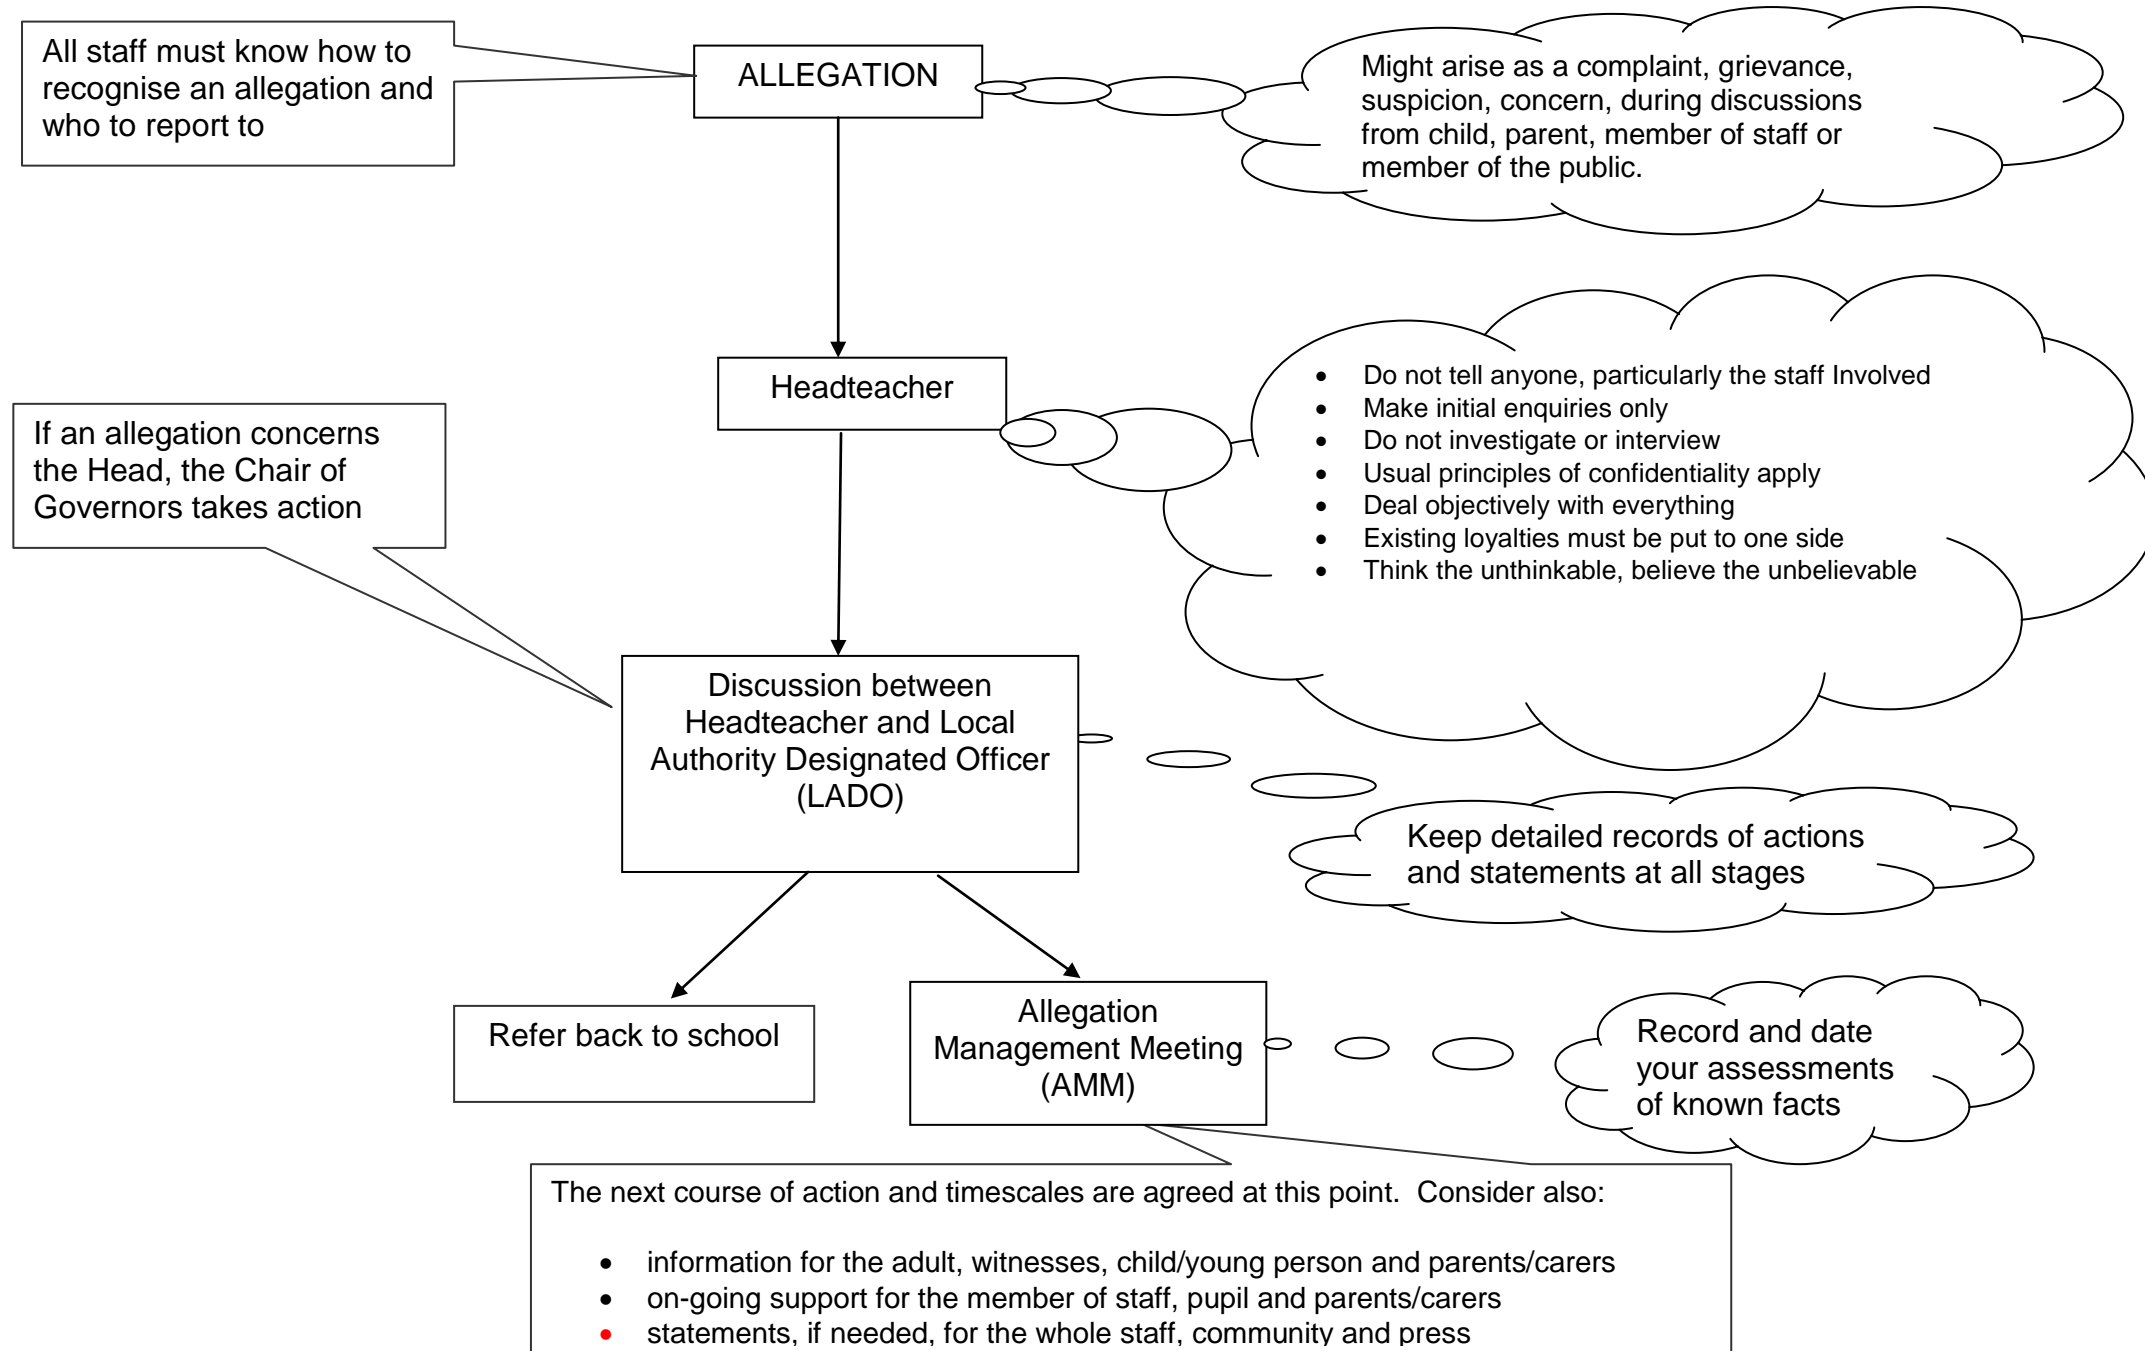 All staff must know how to
recognise an allegation and
who to report to
ALLEGATION
Might arise as a complaint, grievance,
suspicion, concern, during discussions
from child, parent, member of staff or
member of the public.
Headteacher
• Do not tell anyone, particularly the staff Involved
• Make initial enquiries only
• Do not investigate or interview
• Usual principles of confidentiality apply
• Deal objectively with everything
• Existing loyalties must be put to one side
• Think the unthinkable, believe the unbelievable
If an allegation concerns
the Head, the Chair of
Governors takes action
Discussion between
Headteacher and Local
Authority Designated Officer
(LADO)
Keep detailed records of actions
and statements at all stages
Refer back to school
Allegation
Management Meeting
(AMM)
Record and date
your assessments
of known facts
The next course of action and timescales are agreed at this point.  Consider also:
• information for the adult, witnesses, child/young person and parents/carers
• on-going support for the member of staff, pupil and parents/carers
• statements, if needed, for the whole staff, community and press